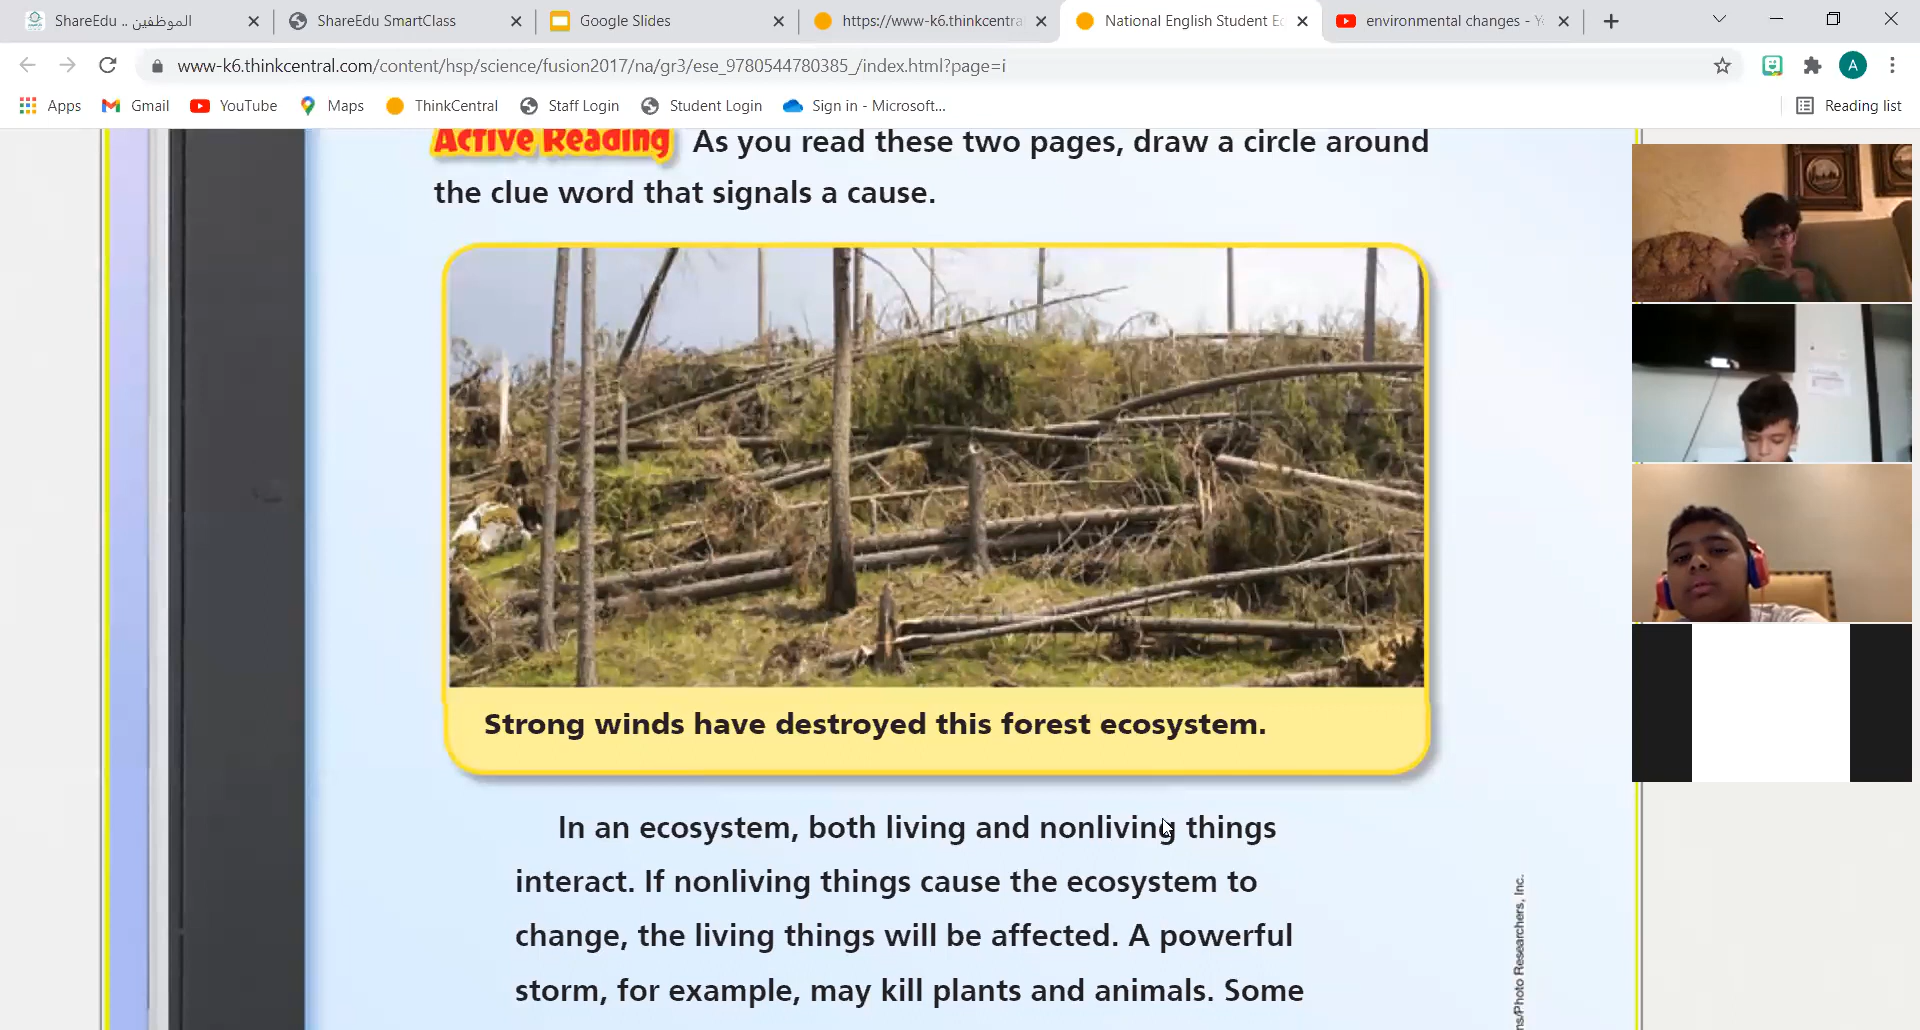 ShareEdu .. الموظفين
ShareEdu SmartClass
Google Slides
https://www-k6.thinkcentra
National English Student Ed
environmental changes - Yo
www-k6.thinkcentral.com/content/hsp/science/fusion2017/na/gr3/ese_9780544780385_/index.html?page=i
A
Apps
Gmail
YouTube
Maps
ThinkCentral
Staff Login
Student Login
Sign in - Microsoft...
Reading list
Active Reading As you read these two pages, draw a circle around
the clue word that signals a cause.
Strong winds have destroyed this forest ecosystem.
In an ecosystem, both living and nonliving things
interact. If nonliving things cause the ecosystem to
change, the living things will be affected. A powerful
storm, for example, may kill plants and animals. Some
ns/Photo Researchers, Inc.